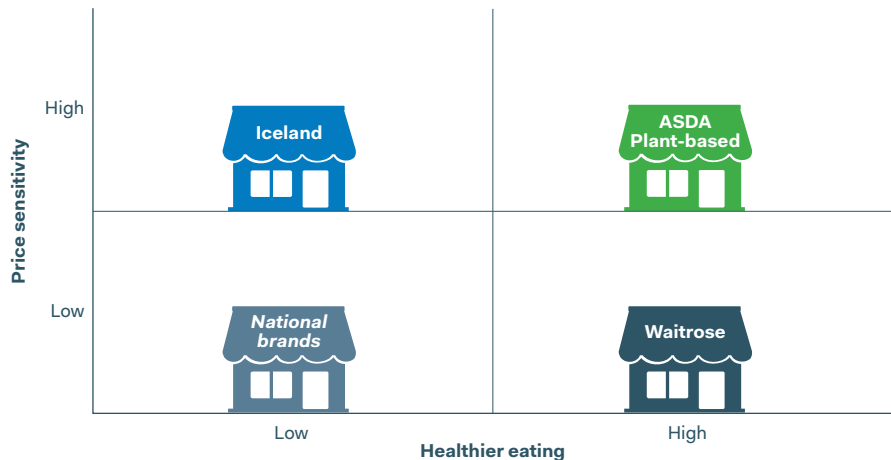 High
Iceland
ASDA
Plant-based
Price sensitivity
Low
National
brands
Waitrose
Low
High
Healthier eating